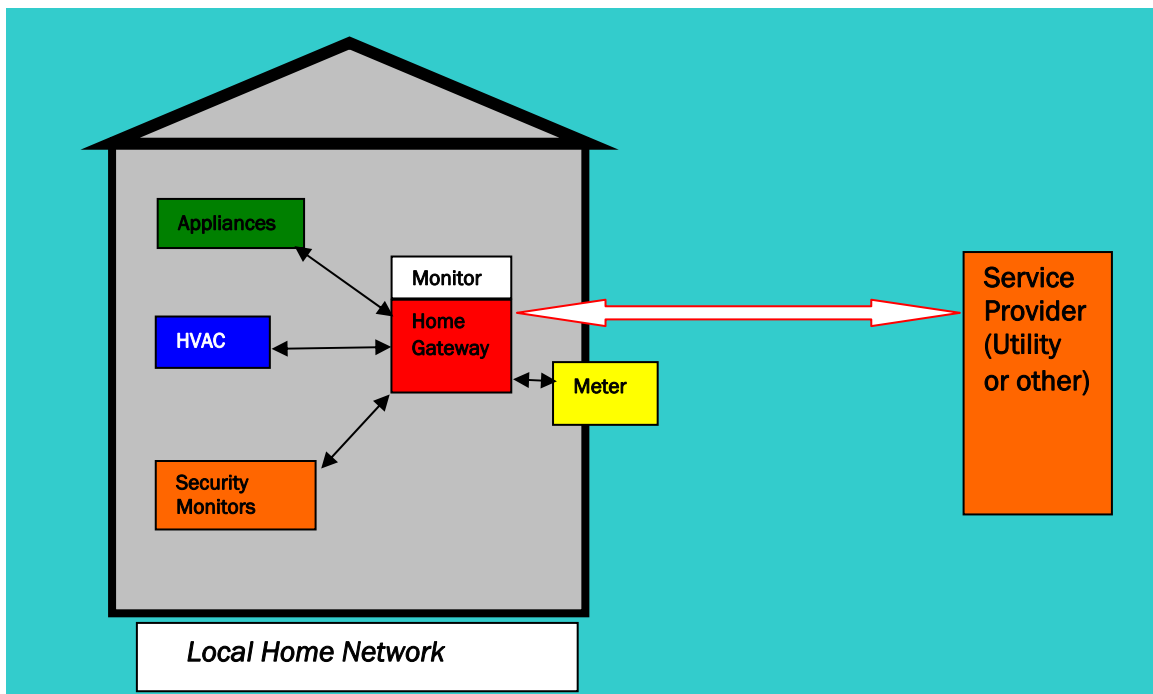 Appliances
Monitor
Home
Gateway
HVAC
Meter
Security
Monitors
Service
Provider
(Utility
or other)
Local Home Network